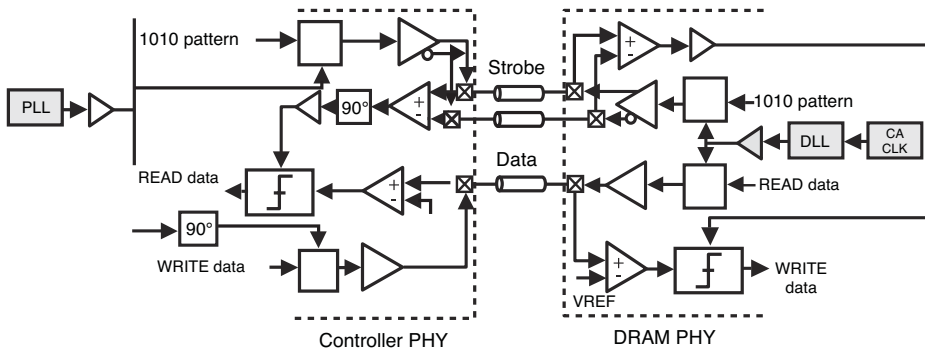 1010 pattern
Strobe
PLL
90°
+
-
+
-
1010 pattern
DLL
CA
CLK
READ data
Data
+
-
READ data
90°
WRITE data
+
-
VREF
WRITE
data
Controller PHY
DRAM PHY